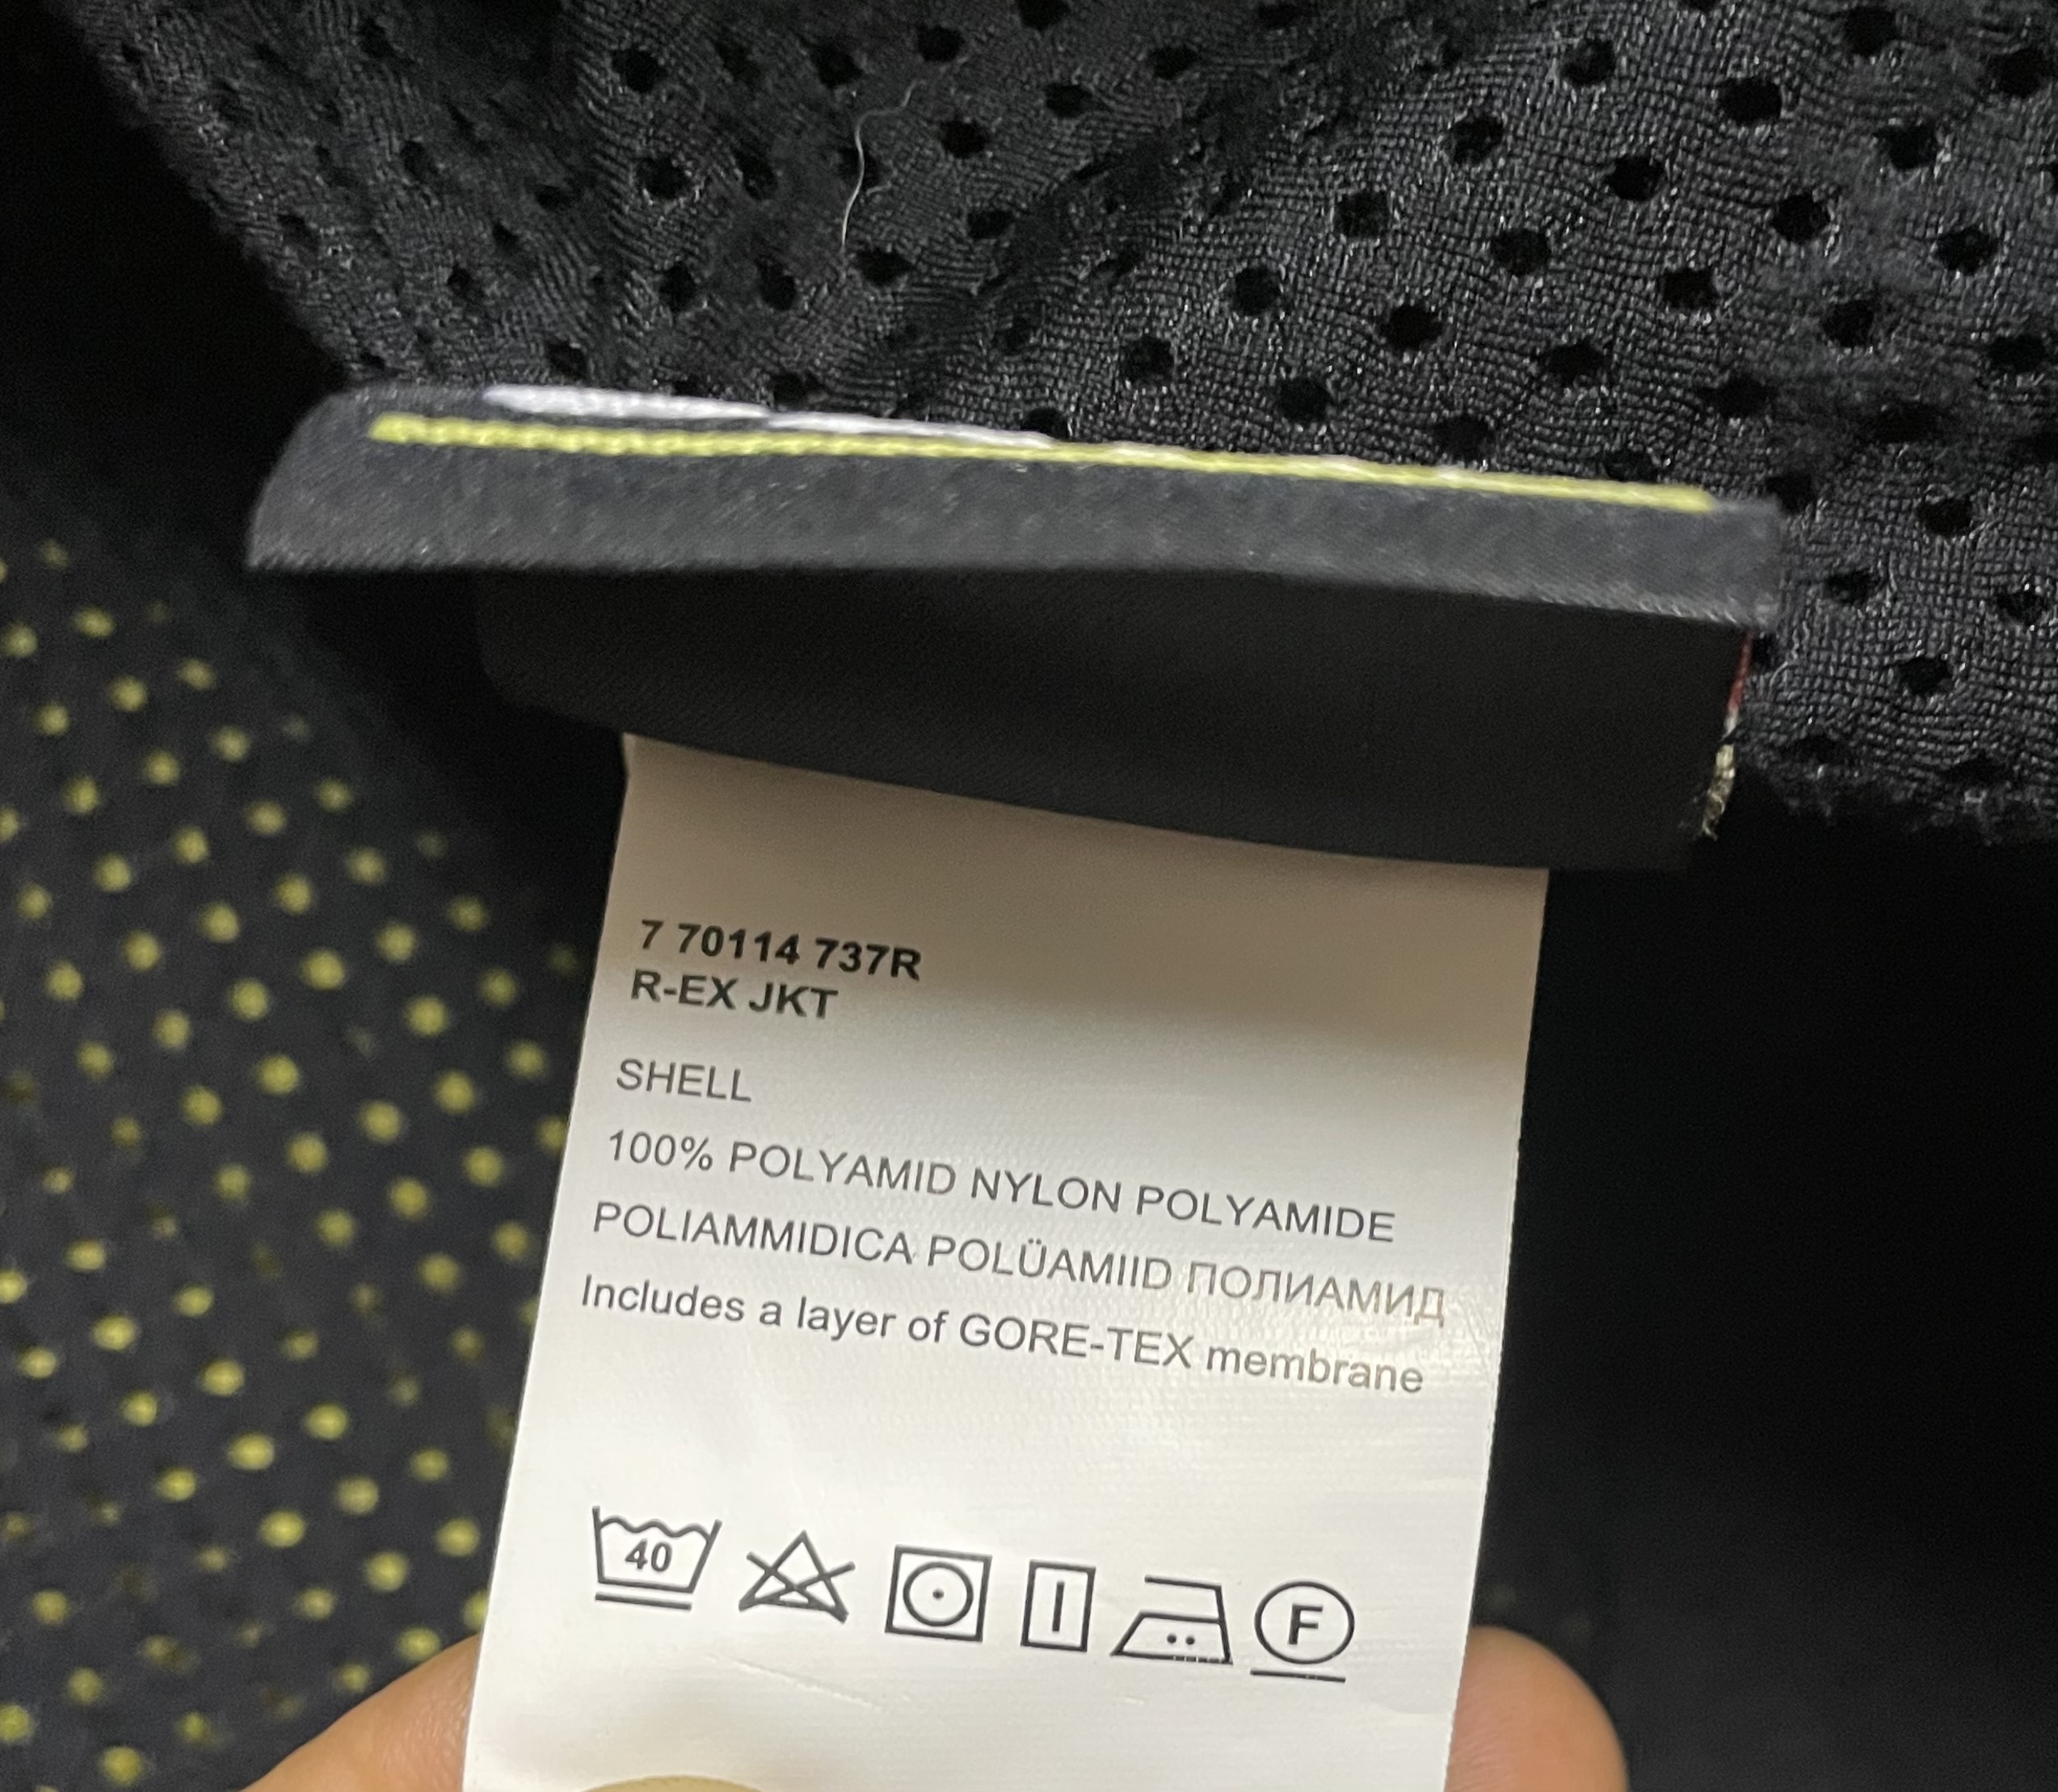 7 70114 737R
R-EX JKT
SHELL
100% POLYAMID NYLON POLYAMIDE
POLIAMMIDICA POLÜAMIID ПОЛИАМИД
Includes a layer of GORE-TEX membrane
40
F